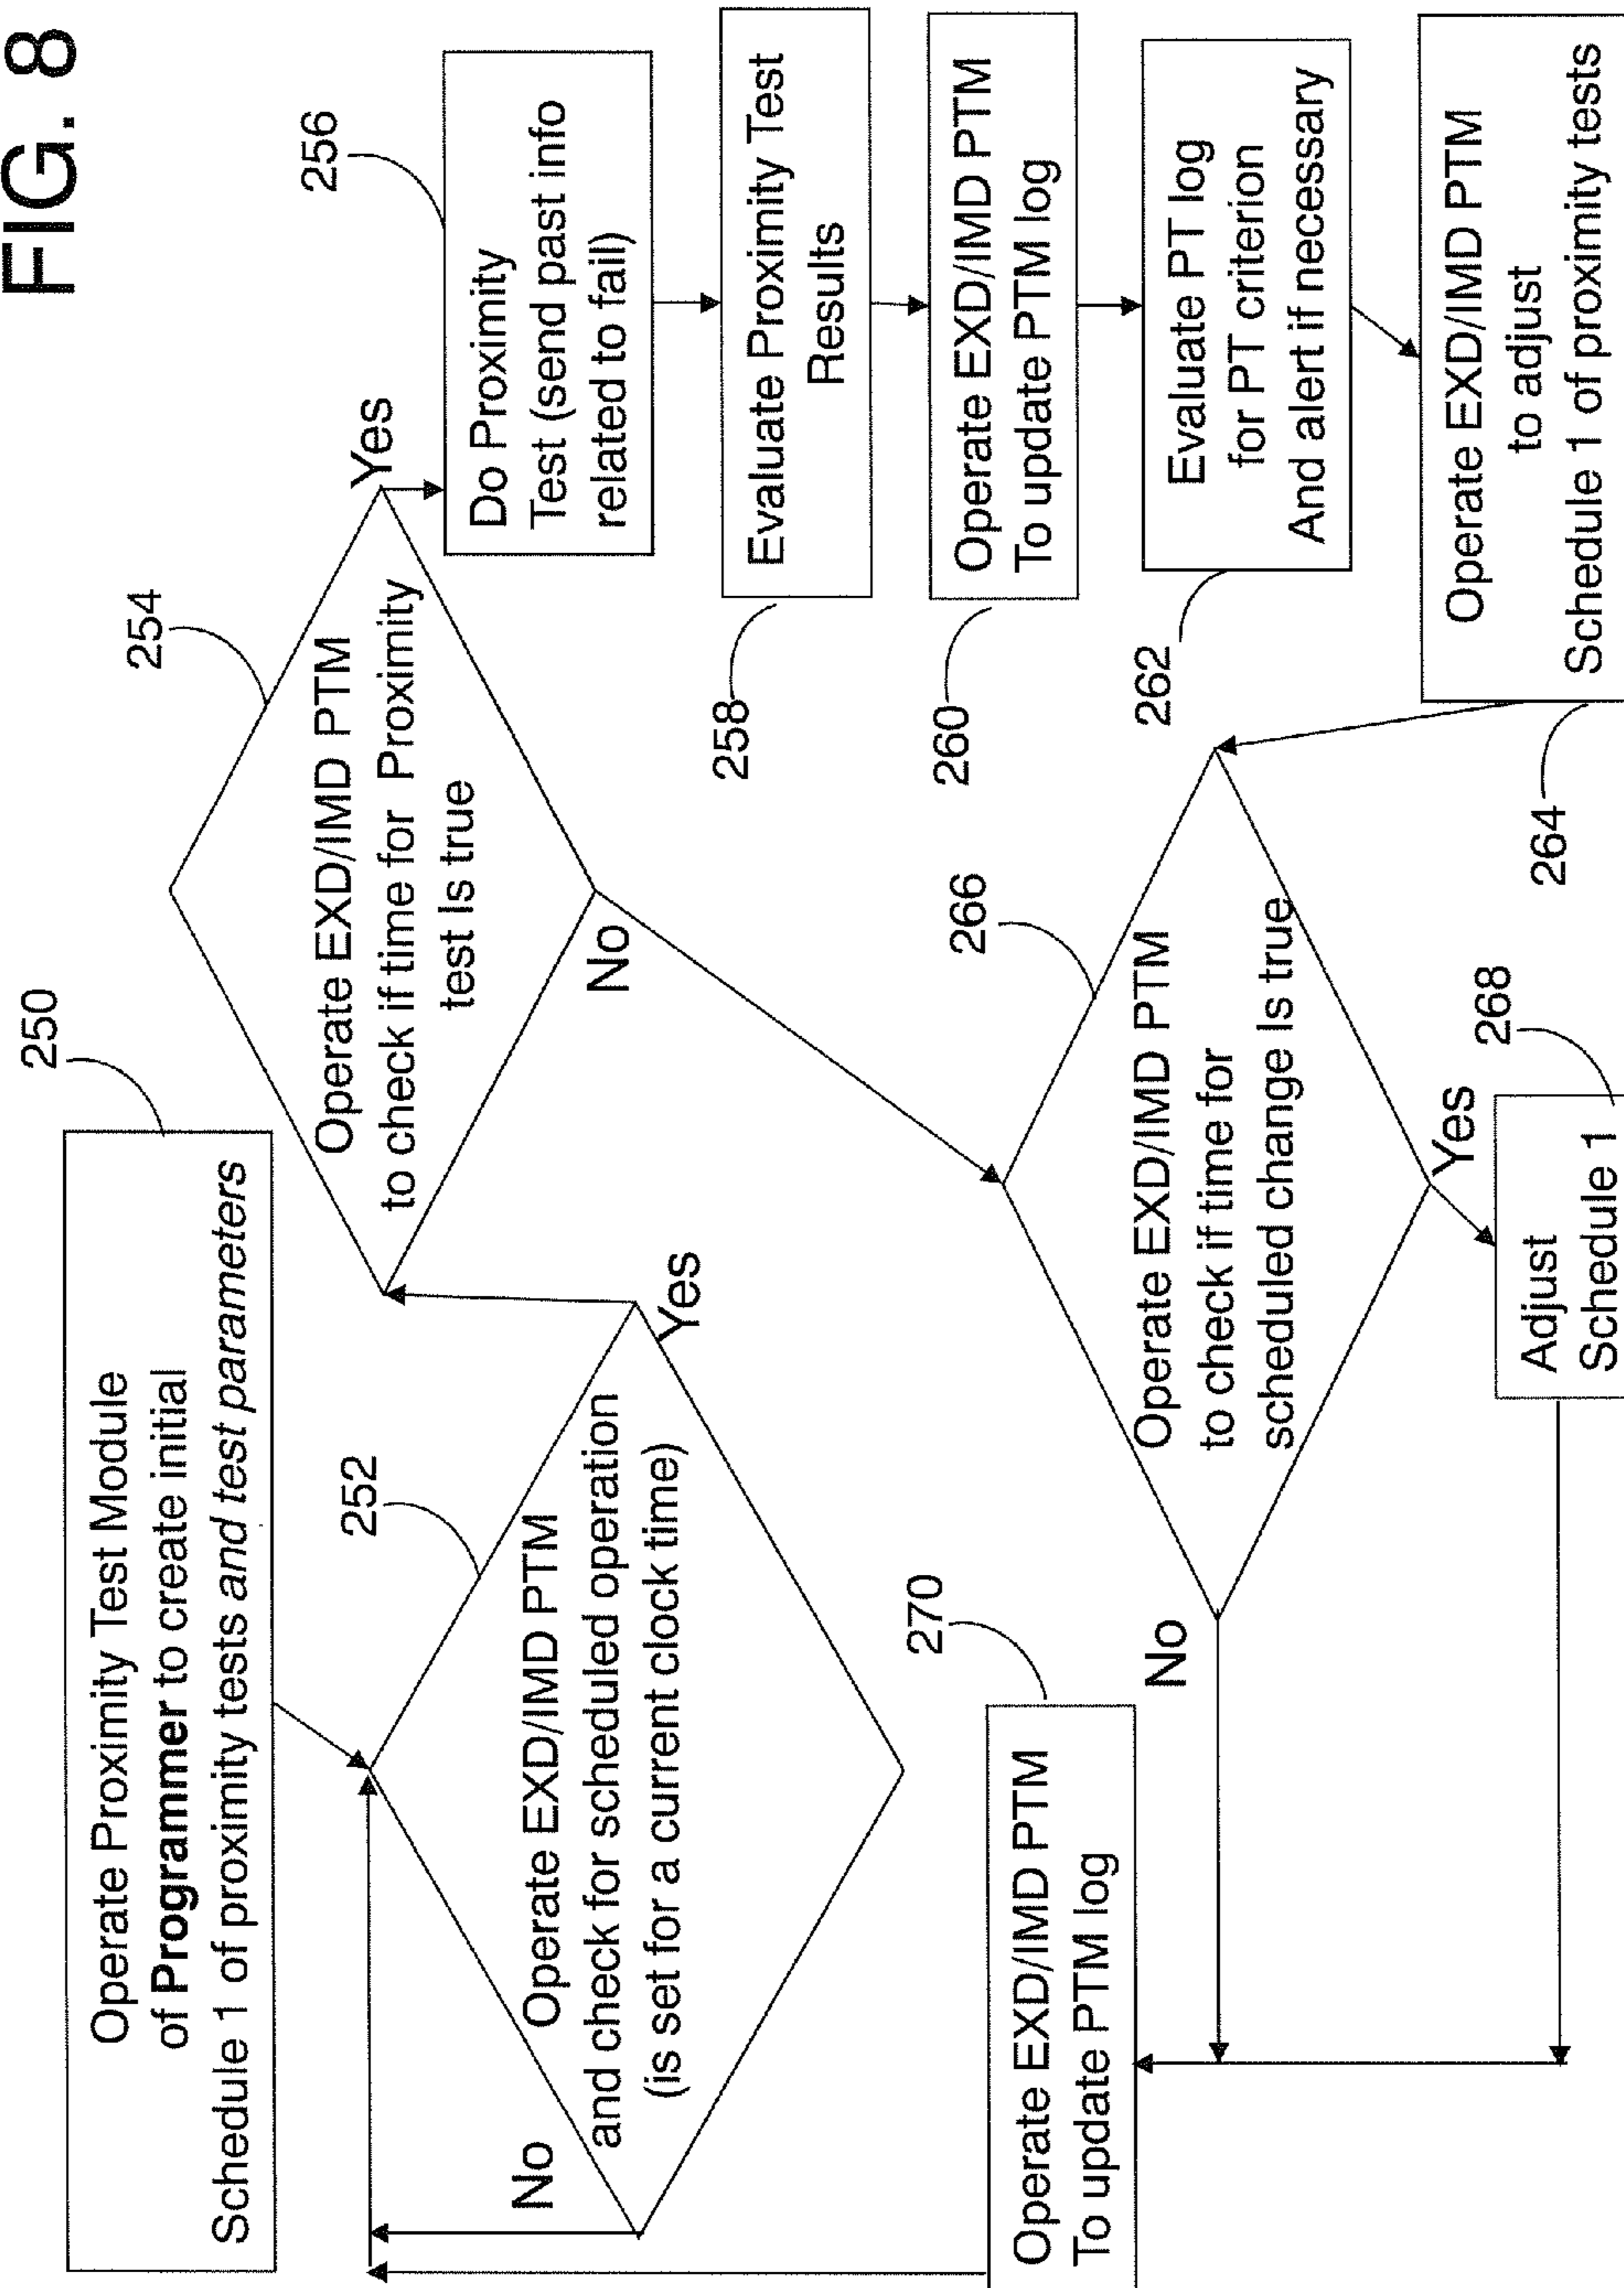 FIG. 8
250
Operate Proximity Test Module
of Programmer to create initial
Schedule 1 of proximity tests and test parameters
252
Operate EXD/IMD PTM
and check for scheduled operation
(is set for a current clock time)
No
Yes
254
Operate EXD/IMD PTM
to check if time for Proximity
test Is true
Yes
No
256
Do Proximity
Test (send past info
related to fail)
258
Evaluate Proximity Test
Results
260
Operate EXD/IMD PTM
To update PTM log
262
Evaluate PT log
for PT criterion
And alert if necessary
264
Operate EXD/IMD PTM
to adjust
Schedule 1 of proximity tests
266
Operate EXD/IMD PTM
to check if time for
scheduled change Is true
No
Yes
268
Adjust
Schedule 1
270
Operate EXD/IMD PTM
To update PTM log